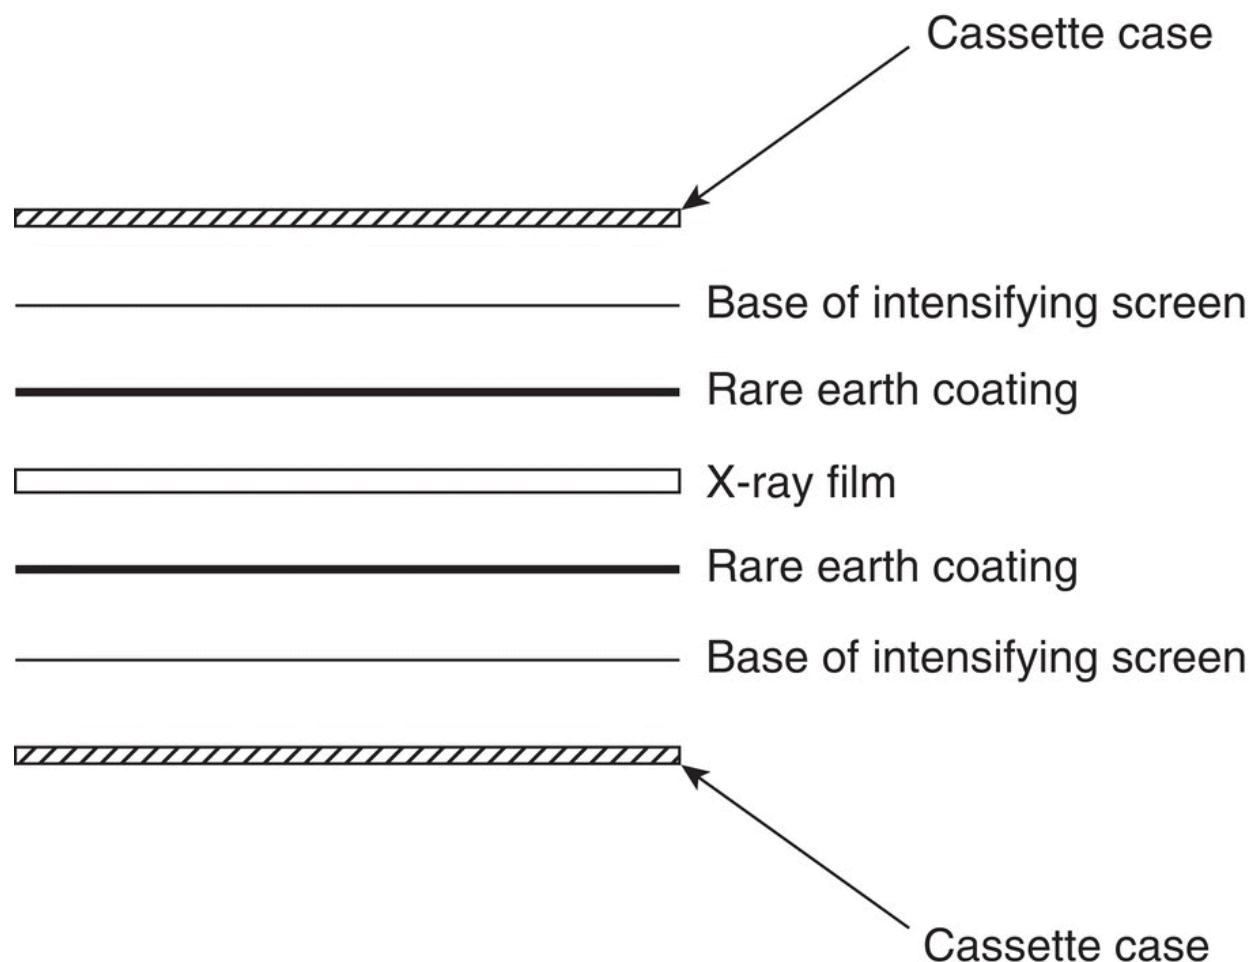 Cassette case
Base of intensifying screen
Rare earth coating
X-ray film
Rare earth coating
Base of intensifying screen
Cassette case